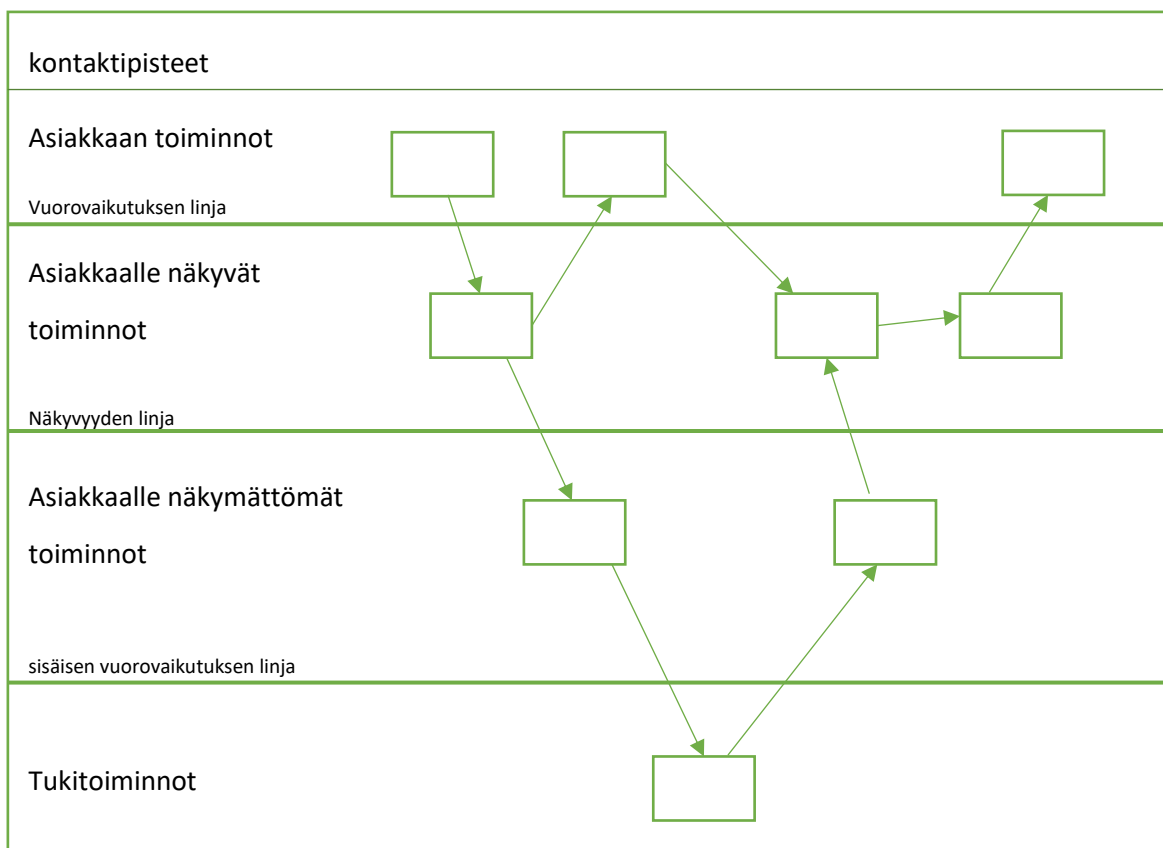 kontaktipisteet
Asiakkaan toiminnot
Vuorovaikutuksen linja
Asiakkaalle näkyvät
toiminnot
Näkyvyyden linja
Asiakkaalle näkymättömät
toiminnot
sisäisen vuorovaikutuksen linja
Tukitoiminnot